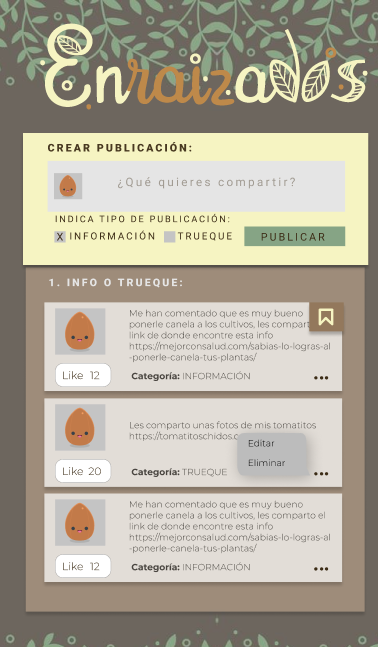 Enraizados
CREAR PUBLICACIÓN:
¿Qué quieres compartir?
INDICA TIPO DE PUBLICACIÓN:
X INFORMACIÓN TRUEQUE PUBLICAR
1. INFO O TRUEQUE:
Me han comentado que es muy bueno
ponerle canela a los cultivos, les compart
link de donde encontre esta info
https://mejorconsalud.com/sabias-lo-logras-al
-ponerle-canela-tus-plantas/
Like 12 Categoría: INFORMACIÓN
Les comparto unas fotos de mis tomatitos
https://tomatitoschidos.c
Editar
Eliminar
Like 20 Categoría: TRUEQUE
Me han comentado que es muy bueno
ponerle canela a los cultivos, les comparto el
link de donde encontre esta info
https://mejorconsalud.com/sabias-lo-logras-al
-ponerle-canela-tus-plantas/
Like 12 Categoría: INFORMACIÓN